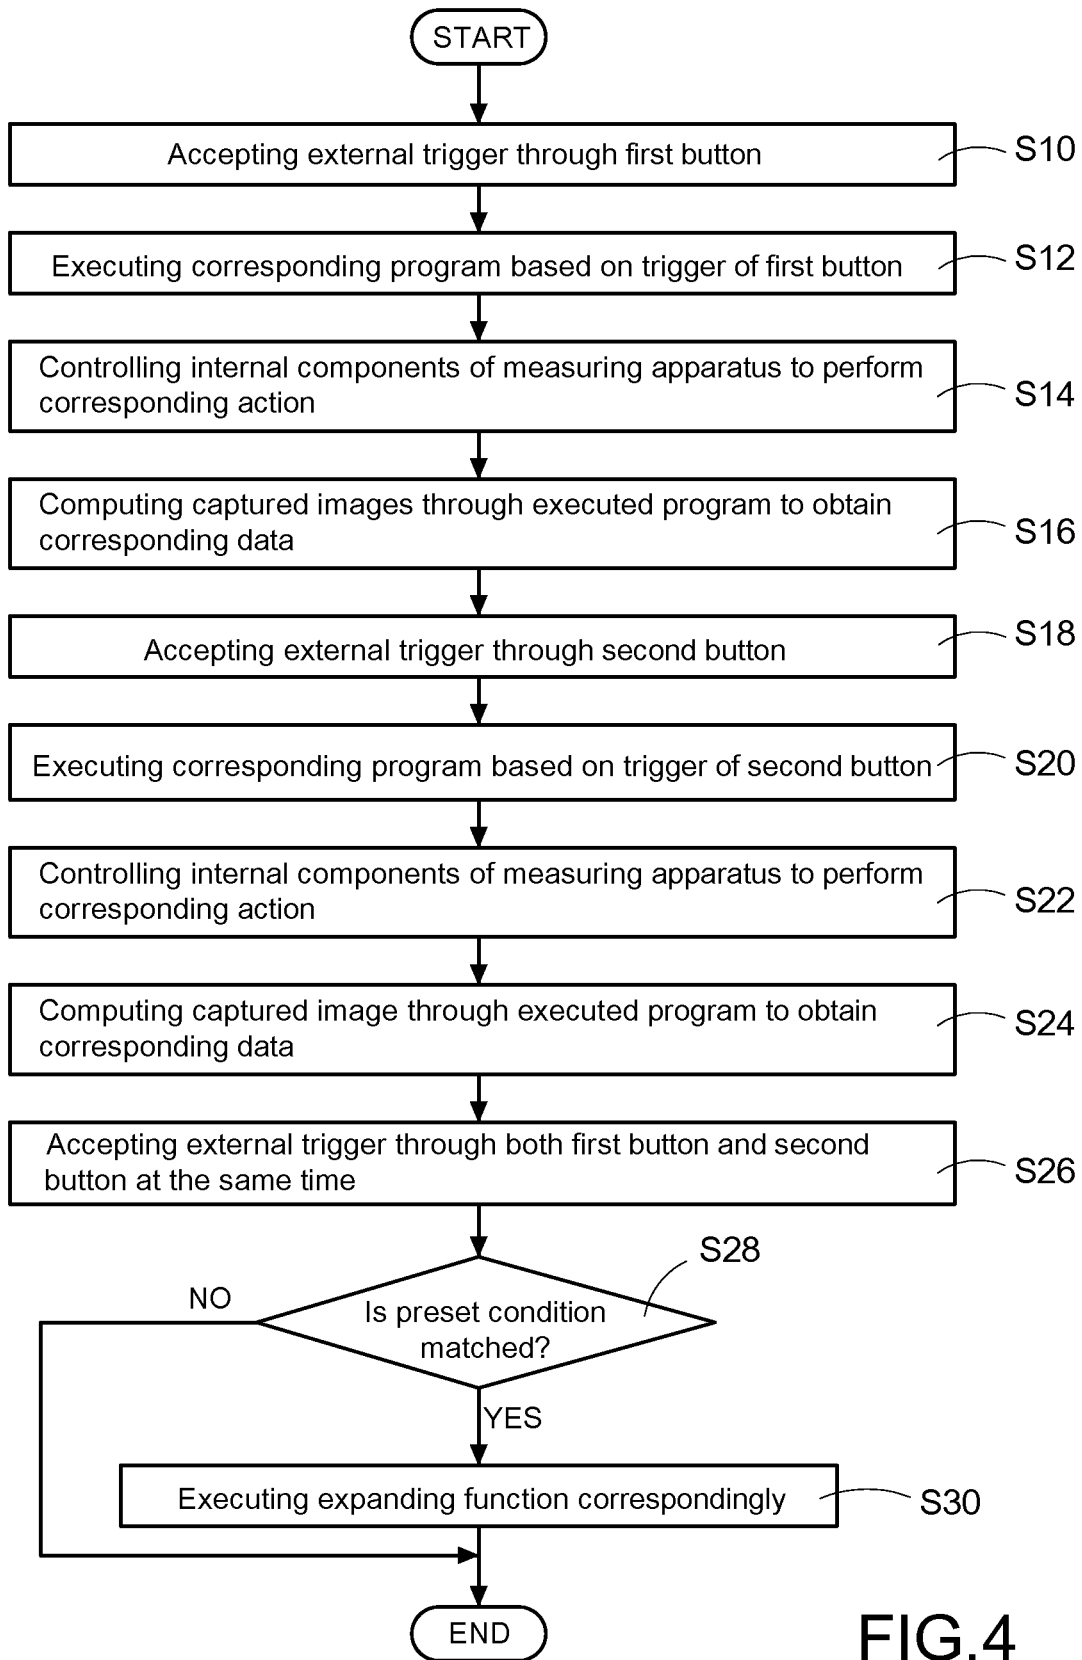 START
Accepting external trigger through first button
S10
Executing corresponding program based on trigger of first button
S12
Controlling internal components of measuring apparatus to perform
corresponding action
S14
Computing captured images through executed program to obtain
corresponding data
S16
Accepting external trigger through second button
S18
Executing corresponding program based on trigger of second button
S20
Controlling internal components of measuring apparatus to perform
corresponding action
S22
Computing captured image through executed program to obtain
corresponding data
S24
Accepting external trigger through both first button and second
button at the same time
S26
S28
NO
Is preset condition
matched?
YES
Executing expanding function correspondingly
S30
END
FIG.4